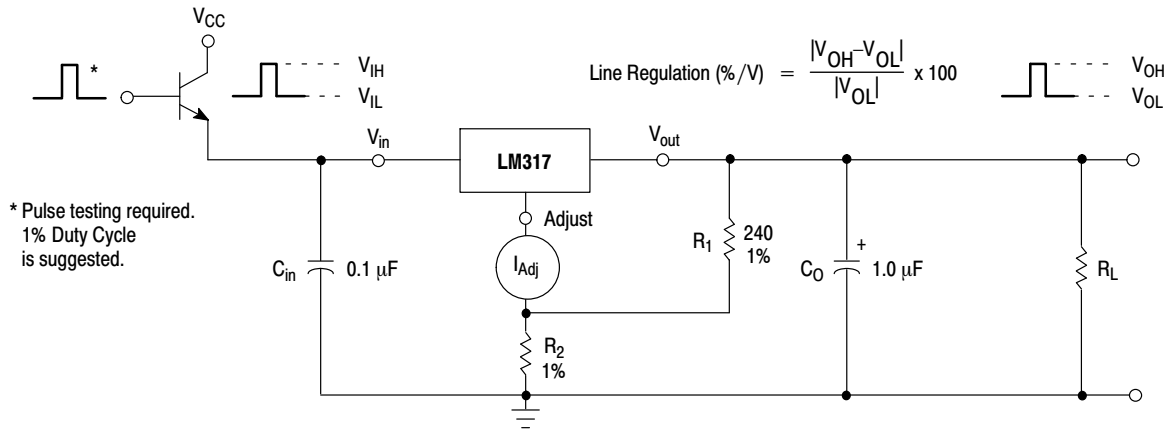 V_CC
*
V_IH
V_IL
Line Regulation (%/V) = |V_OH–V_OL| / |V_OL| x 100
V_OH
V_OL
V_in
LM317
V_out
* Pulse testing required.
1% Duty Cycle
is suggested.
C_in
0.1 μF
Adjust
I_Adj
R_1
240
1%
C_O
+
1.0 μF
R_L
R_2
1%